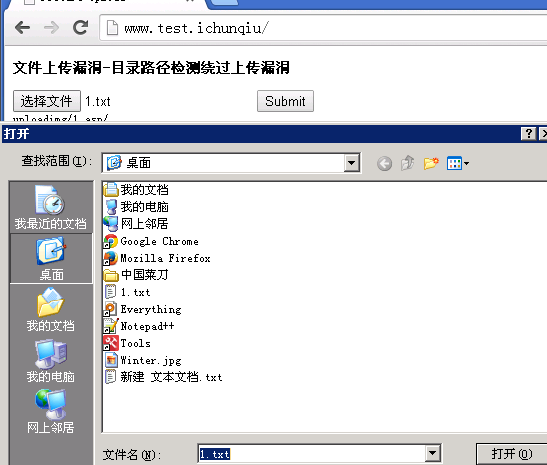 www.test.ichunqiu/
文件上传漏洞-目录路径检测绕过上传漏洞
选择文件 1.txt Submit
打开
查找范围(I): 桌面
我最近的文档
桌面
我的文档
我的电脑
网上邻居
我的文档
我的电脑
网上邻居
Google Chrome
Mozilla Firefox
中国菜刀
1.txt
Everything
Notepad++
Tools
Winter.jpg
新建 文本文档.txt
文件名(N): 1.txt 打开(O)